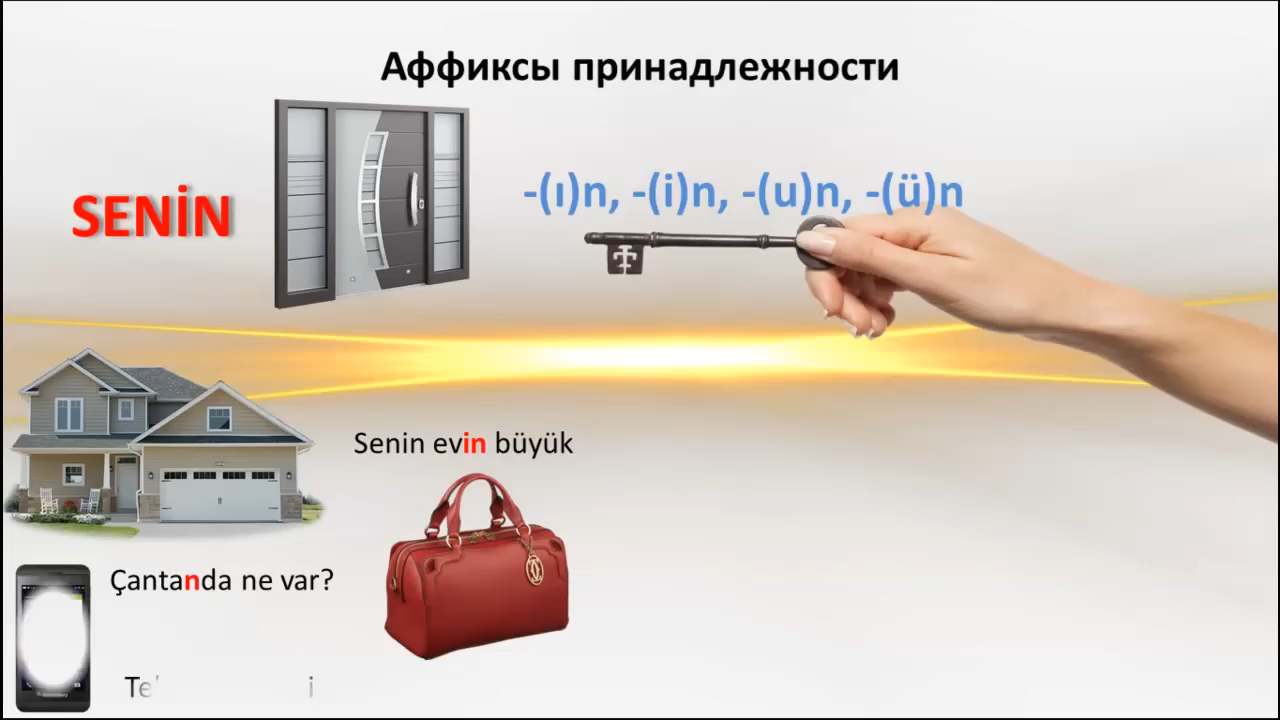 Аффиксы принадлежности
SENİN
-(ı)n, -(i)n, -(u)n, -(ü)n
Senin evin büyük
Çantanda ne var?